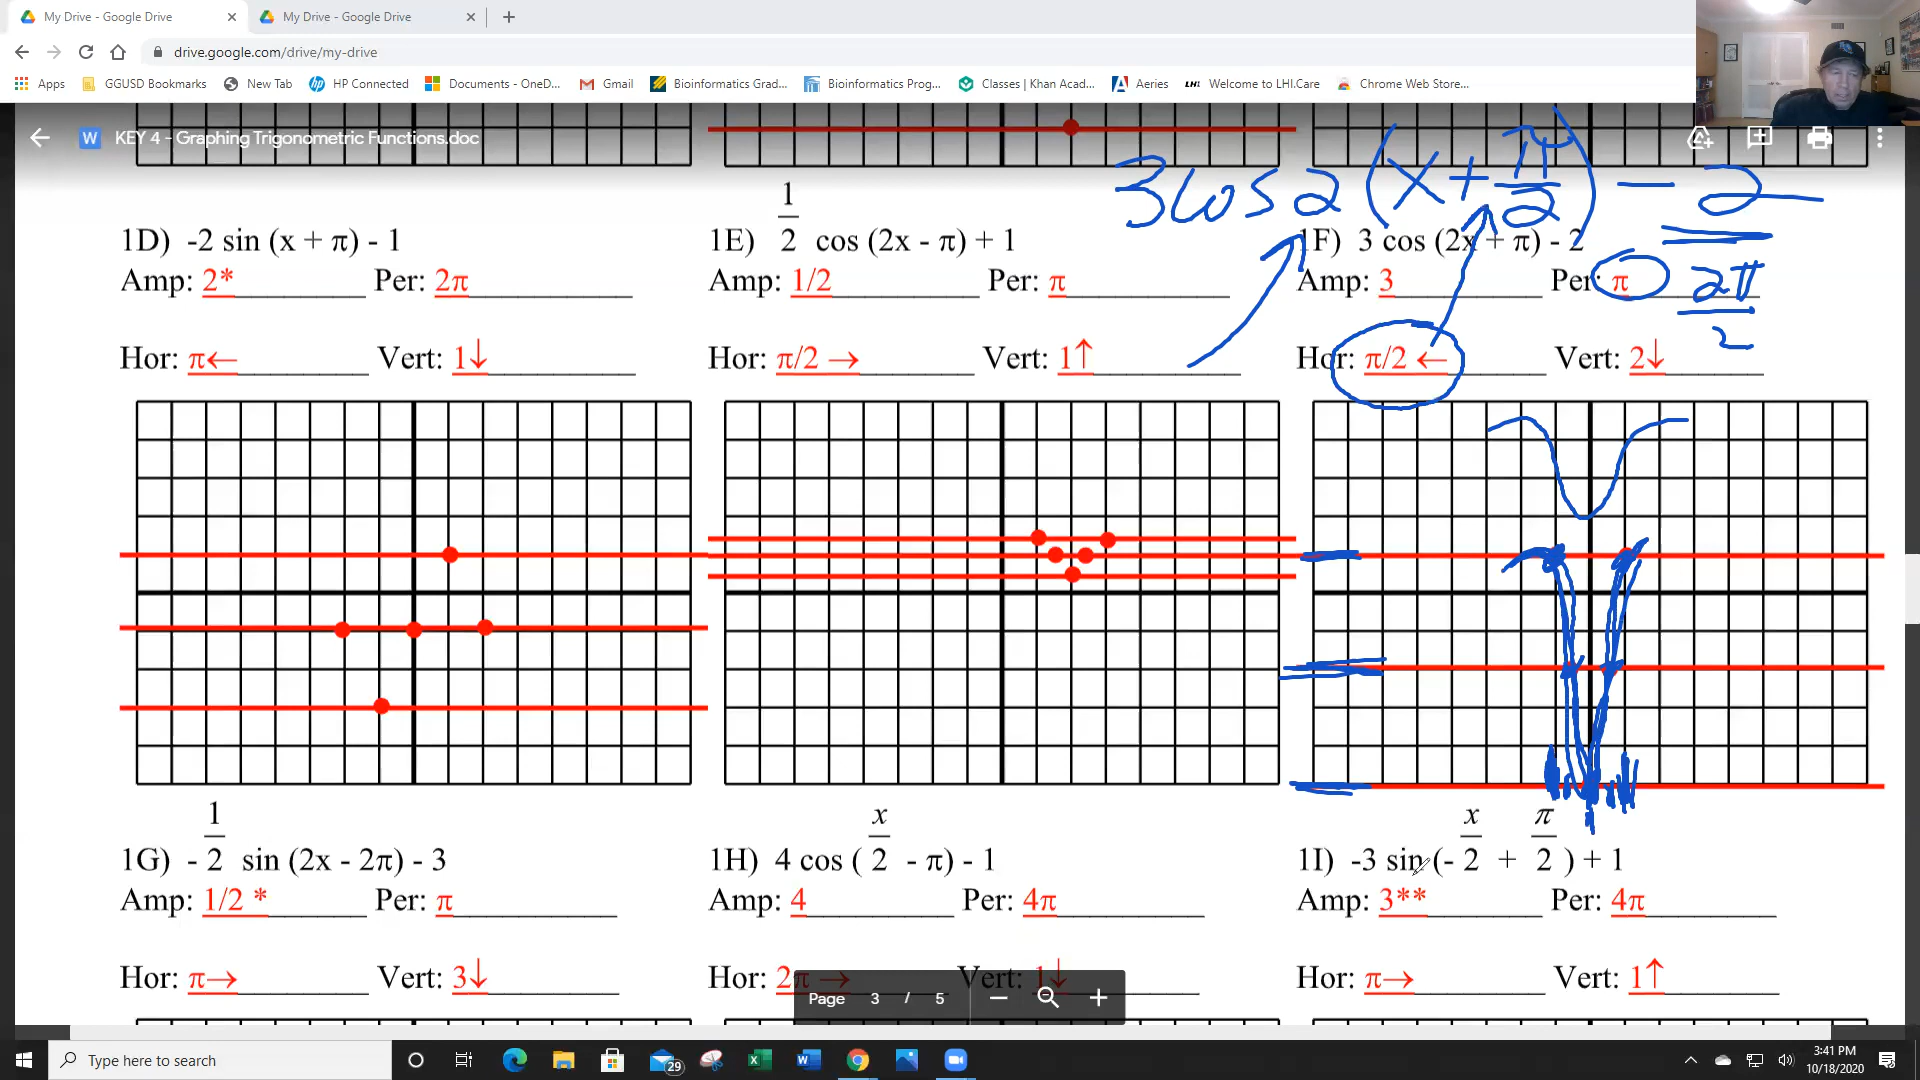 My Drive - Google Drive
My Drive - Google Drive
drive.google.com/drive/my-drive
Apps GGUSD Bookmarks New Tab HP Connected Documents - OneD... Gmail Bioinformatics Grad... Bioinformatics Prog... Classes | Khan Acad... Aeries LHI. Welcome to LHI.Care Chrome Web Store...
W KEY 4 - Graphing Trigonometric Functions.doc
3 cos 2 (x + π/2) - 2
1D) -2 sin (x + π) - 1
Amp: 2* Per: 2π
Hor: π← Vert: 1↓
1E) 1/2 cos (2x - π) + 1
Amp: 1/2 Per: π
Hor: π/2 → Vert: 1↑
1F) 3 cos (2x + π) - 2
Amp: 3 Per: π
2π/2
Hor: π/2 ← Vert: 2↓
1G) - 1/2 sin (2x - 2π) - 3
Amp: 1/2 * Per: π
Hor: π→ Vert: 3↓
1H) 4 cos ( x/2 - π) - 1
Amp: 4 Per: 4π
Hor: 2π → Vert: 1↓
1I) -3 sin (- x/2 + π/2 ) + 1
Amp: 3** Per: 4π
Hor: π→ Vert: 1↑
Page 3 / 5
Type here to search
29
3:41 PM
10/18/2020